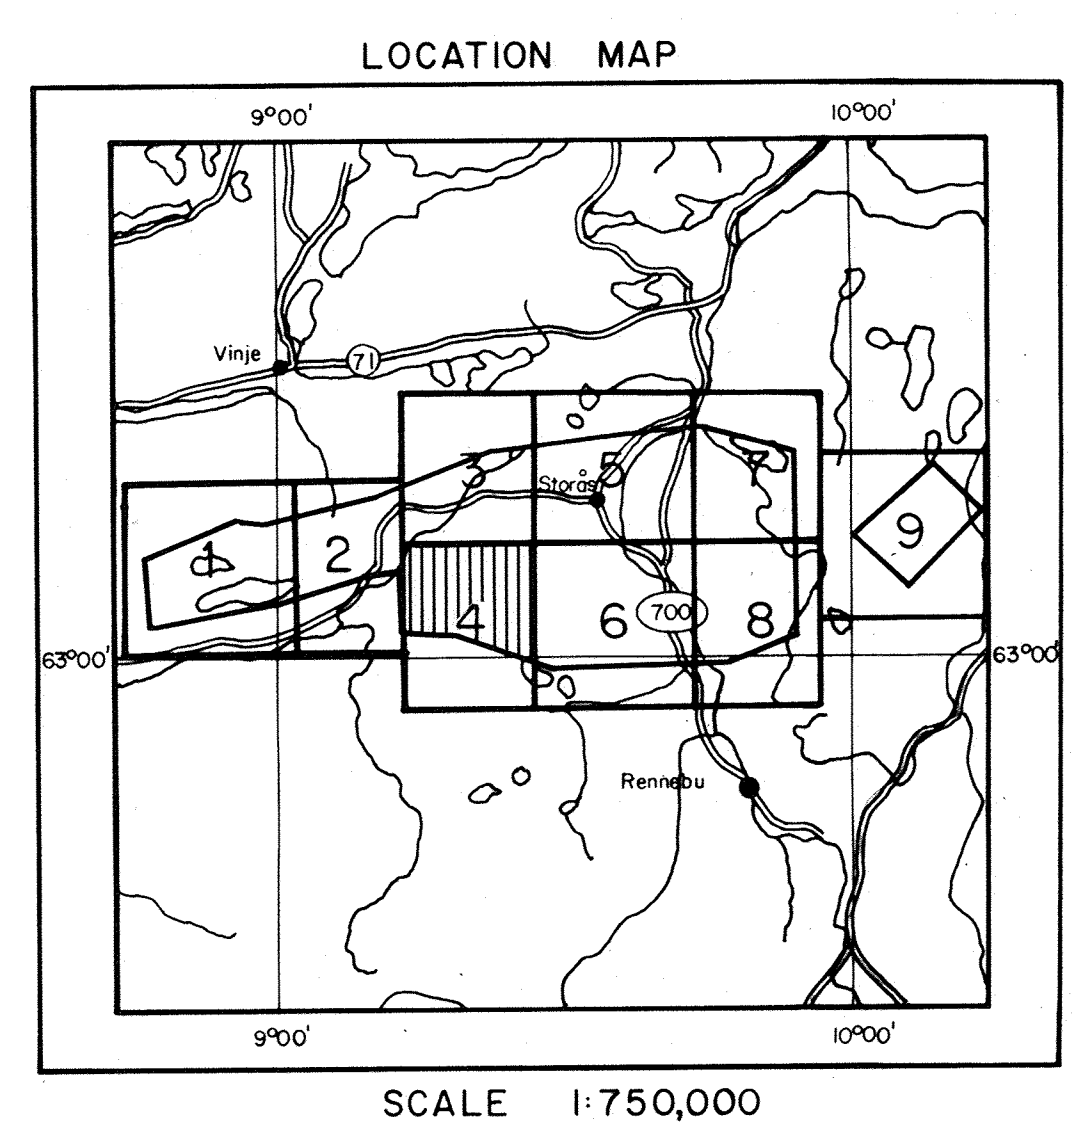 LOCATION MAP
9°00' 10°00'
Vinje 71
3 5 7
Storås
1 2 9
4 6 700 8
63°00' 63°00'
Rennebu
9°00' 10°00'
SCALE 1:750,000